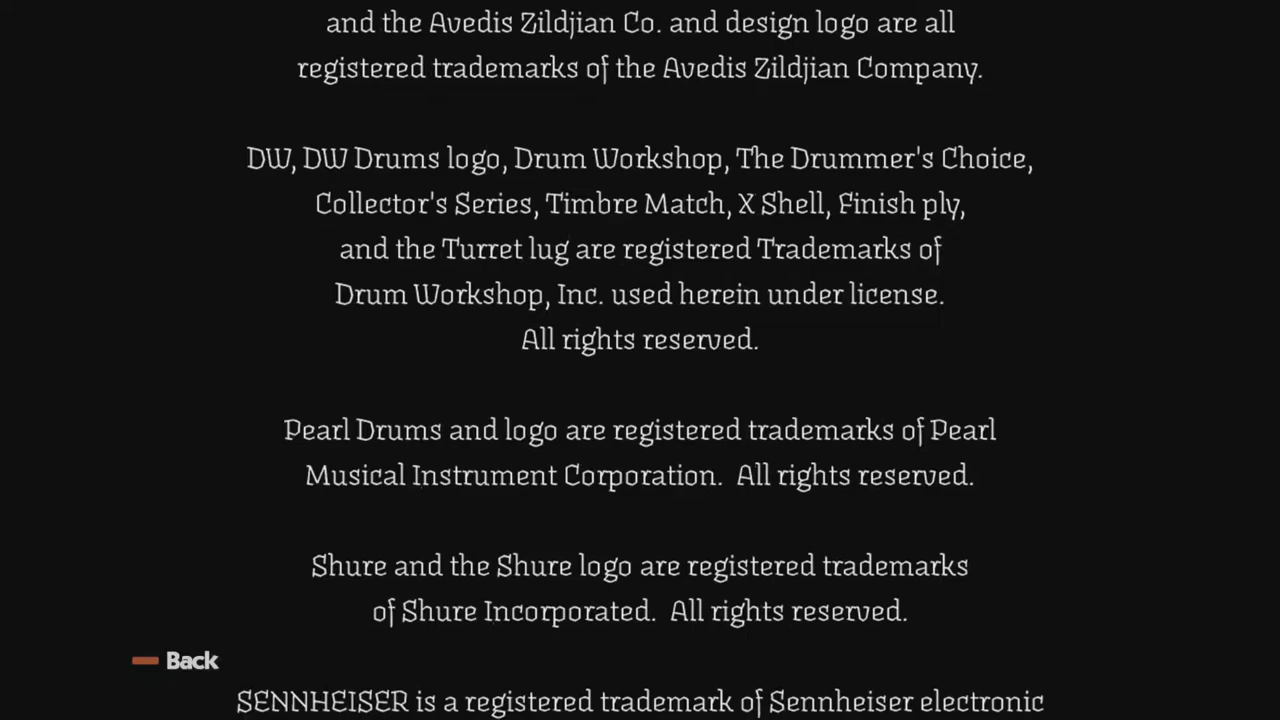 and the Avedis Zildjian Co. and design logo are all
registered trademarks of the Avedis Zildjian Company.
DW, DW Drums logo, Drum Workshop, The Drummer's Choice,
Collector's Series, Timbre Match, X Shell, Finish ply,
and the Turret lug are registered Trademarks of
Drum Workshop, Inc. used herein under license.
All rights reserved.
Pearl Drums and logo are registered trademarks of Pearl
Musical Instrument Corporation.  All rights reserved.
Shure and the Shure logo are registered trademarks
of Shure Incorporated.  All rights reserved.
Back
SENNHEISER is a registered trademark of Sennheiser electronic